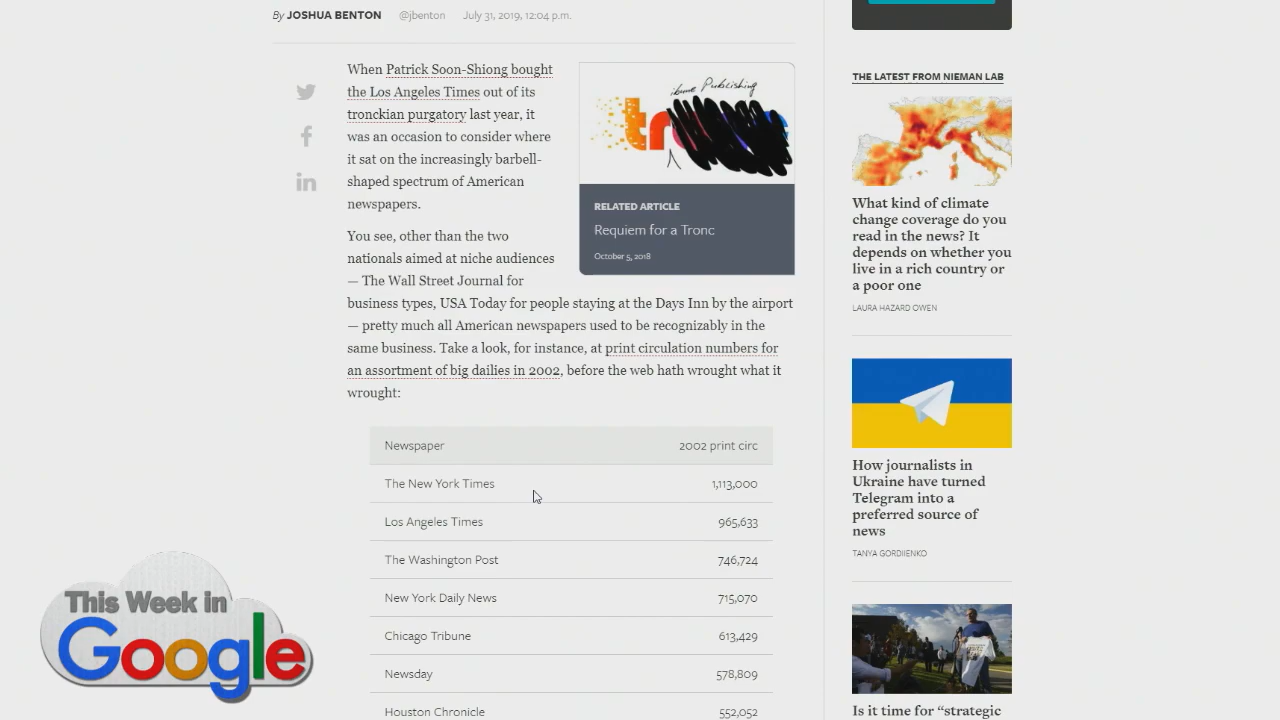 By JOSHUA BENTON @jbenton July 31, 2019, 12:04 p.m.
When Patrick Soon-Shiong bought
the Los Angeles Times out of its
tronckian purgatory last year, it
was an occasion to consider where
it sat on the increasingly barbell-
shaped spectrum of American
newspapers.
You see, other than the two
nationals aimed at niche audiences
— The Wall Street Journal for
business types, USA Today for people staying at the Days Inn by the airport
— pretty much all American newspapers used to be recognizably in the
same business. Take a look, for instance, at print circulation numbers for
an assortment of big dailies in 2002, before the web hath wrought what it
wrought:
Publishing
tr
RELATED ARTICLE
Requiem for a Tronc
October 5, 2018
Newspaper 2002 print circ
The New York Times 1,113,000
Los Angeles Times 965,633
The Washington Post 746,724
New York Daily News 715,070
Chicago Tribune 613,429
Newsday 578,809
Houston Chronicle 552,052
THE LATEST FROM NIEMAN LAB
What kind of climate
change coverage do you
read in the news? It
depends on whether you
live in a rich country or
a poor one
LAURA HAZARD OWEN
How journalists in
Ukraine have turned
Telegram into a
preferred source of
news
TANYA GORDIIENKO
Is it time for “strategic
This Week in
Google